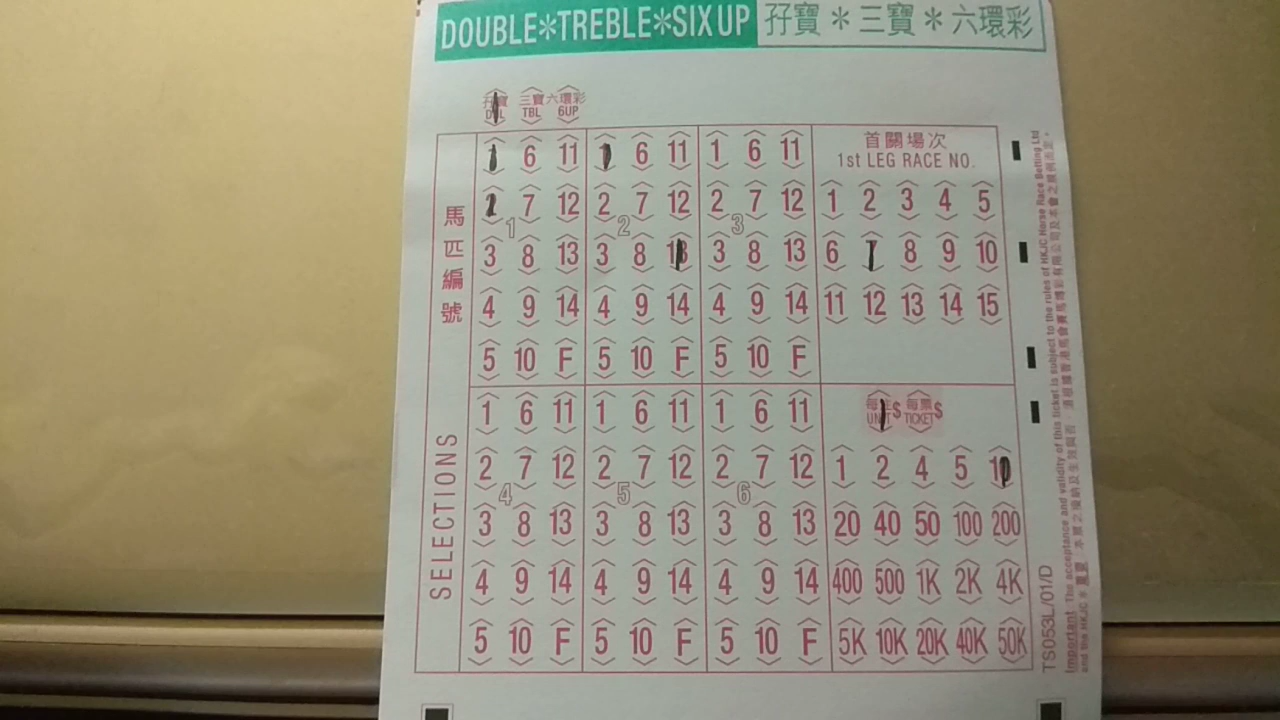 DOUBLE*TREBLE*SIX UP 孖寶 * 三寶 * 六環彩
孖寶 三寶 六環彩
DBL TBL 6UP
馬匹編號
SELECTIONS
首關場次
1st LEG RACE NO.
1 6 11 1 6 11 1 6 11
2 7 12 2 7 12 2 7 12 1 2 3 4 5
1 2 3
3 8 13 3 8 13 3 8 13 6 7 8 9 10
4 9 14 4 9 14 4 9 14 11 12 13 14 15
5 10 F 5 10 F 5 10 F
每注 $ 每票 $
UNIT TICKET
1 6 11 1 6 11 1 6 11
2 7 12 2 7 12 2 7 12 1 2 4 5 10
4 5 6
3 8 13 3 8 13 3 8 13 20 40 50 100 200
4 9 14 4 9 14 4 9 14 400 500 1K 2K 4K
5 10 F 5 10 F 5 10 F 5K 10K 20K 40K 50K
TS053L/01/D
Important The acceptance and validity of this ticket is subject to the rules of HKJC Horse Race Betting Ltd
and the HKJC